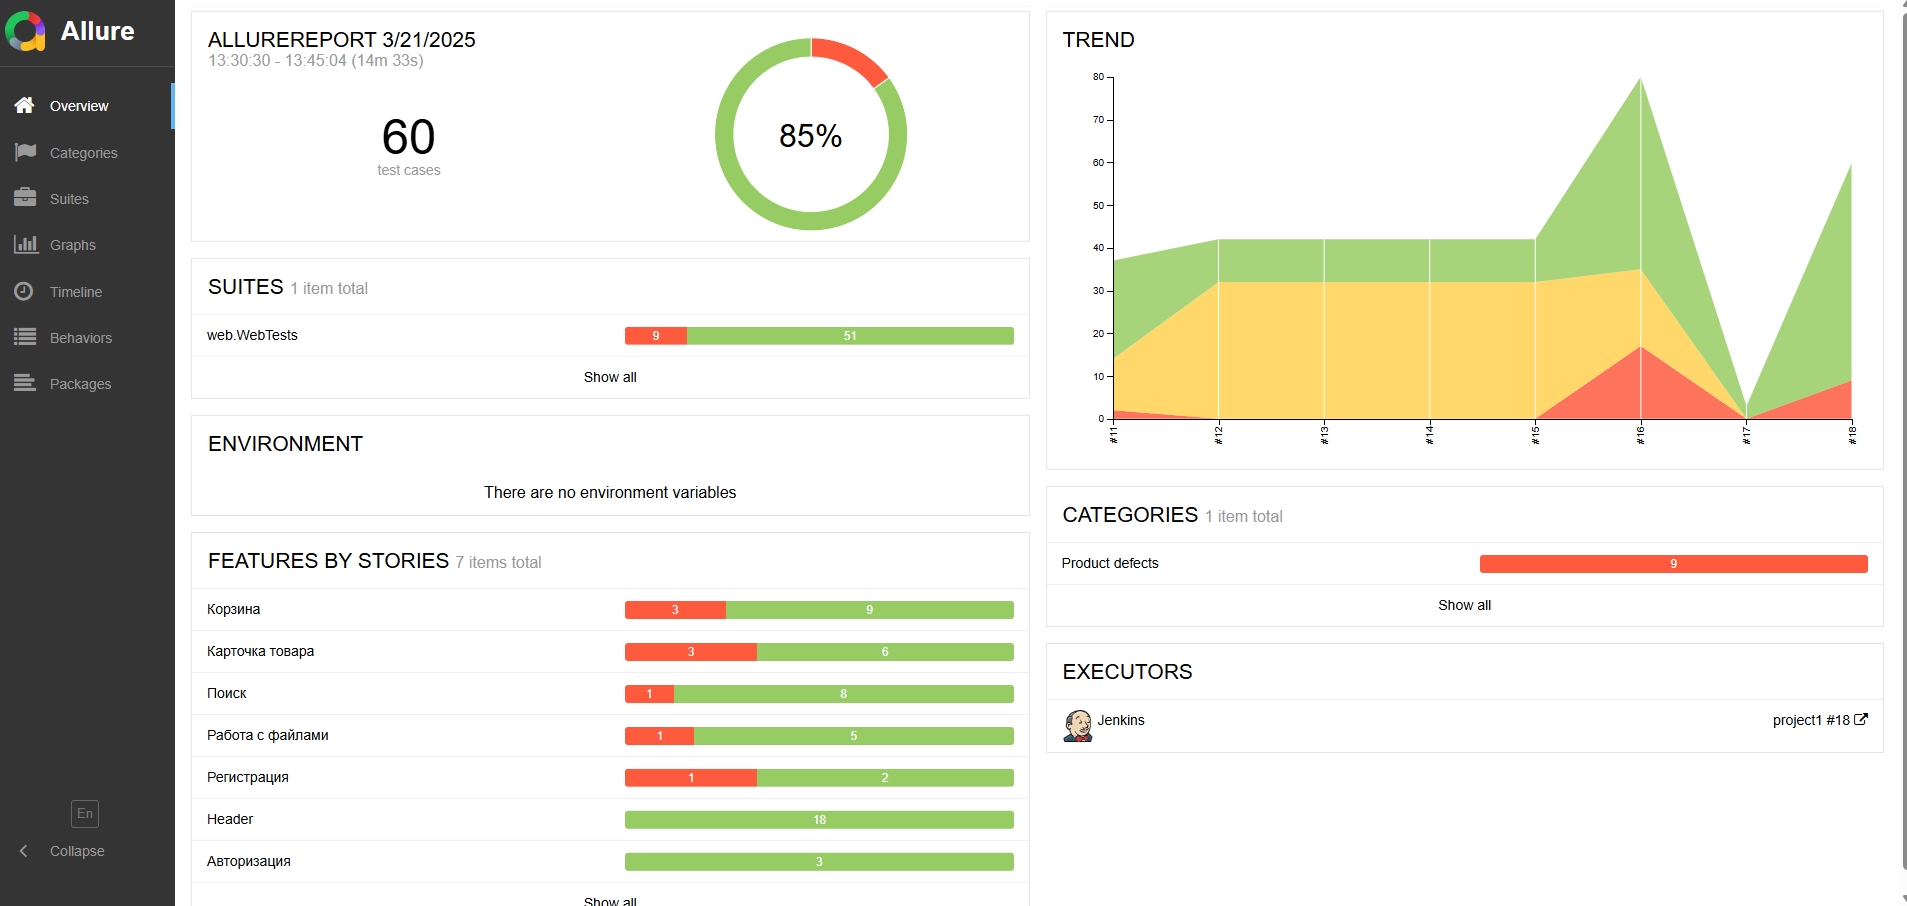 Allure
Overview
Categories
Suites
Graphs
Timeline
Behaviors
Packages
En
Collapse
ALLUREREPORT 3/21/2025
13:30:30 - 13:45:04 (14m 33s)
60
test cases
85%
SUITES 1 item total
web.WebTests 9 51
Show all
ENVIRONMENT
There are no environment variables
FEATURES BY STORIES 7 items total
Корзина 3 9
Карточка товара 3 6
Поиск 1 8
Работа с файлами 1 5
Регистрация 1 2
Header 18
Авторизация 3
Show all
TREND
80
70
60
50
40
30
20
10
0
#11 #12 #13 #14 #15 #16 #17 #18
CATEGORIES 1 item total
Product defects 9
Show all
EXECUTORS
Jenkins project1 #18